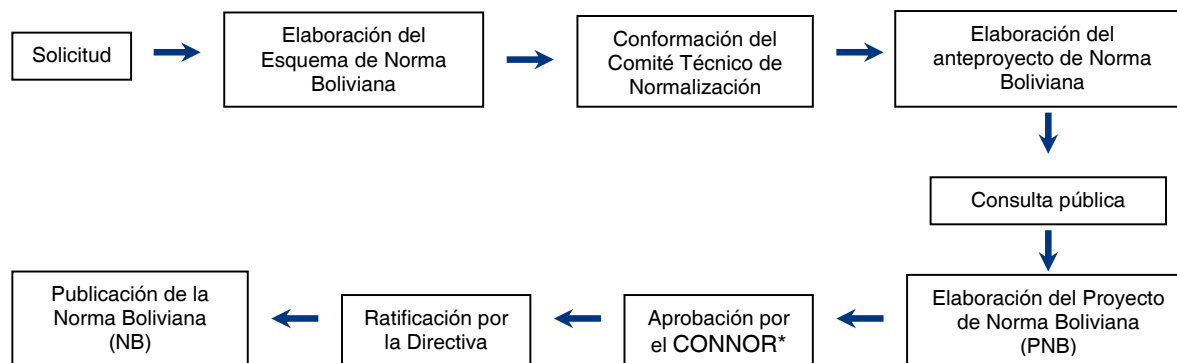 Solicitud
Elaboración del
Esquema de Norma
Boliviana
Conformación del
Comité Técnico de
Normalización
Elaboración del
anteproyecto de Norma
Boliviana
Consulta pública
Elaboración del Proyecto
de Norma Boliviana
(PNB)
Aprobación por
el CONNOR*
Ratificación por
la Directiva
Publicación de la
Norma Boliviana
(NB)